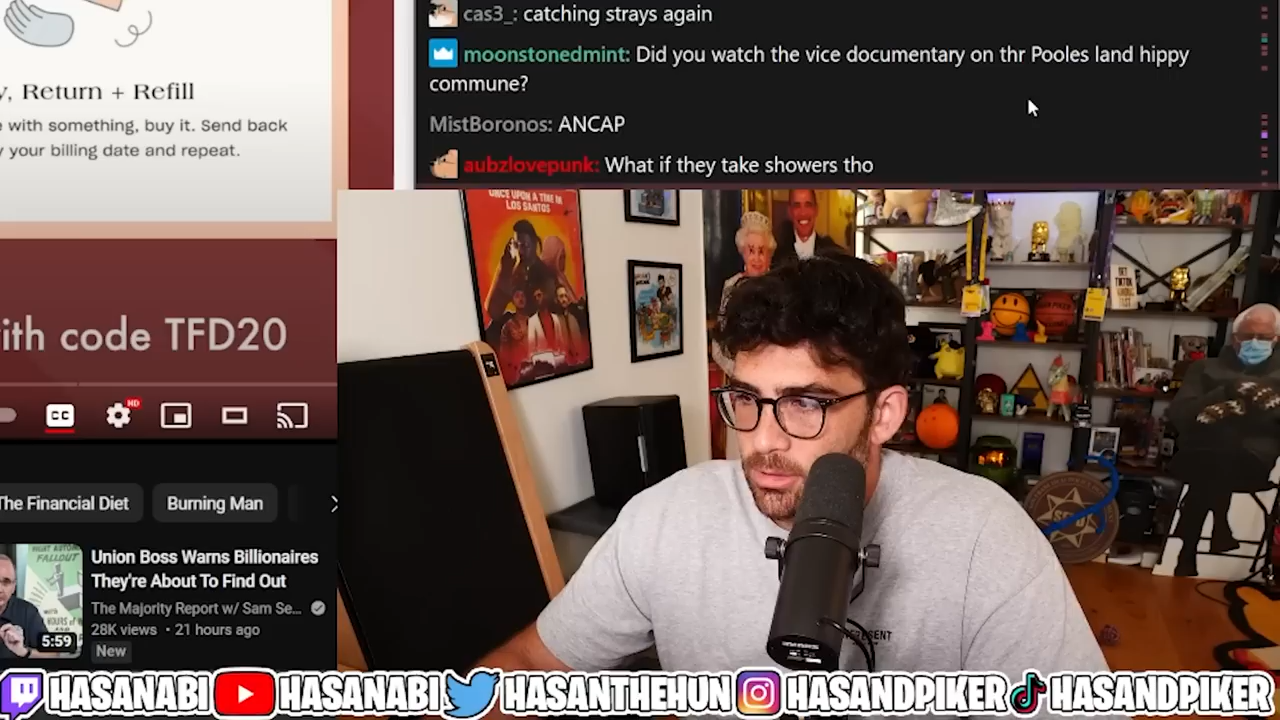 cas3_: catching strays again
moonstonedmint: Did you watch the vice documentary on thr Pooles land hippy
commune?
MistBoronos: ANCAP
aubzlovepunk: What if they take showers tho
y, Return + Refill
e with something, buy it. Send back
y your billing date and repeat.
ONCE UPON A TIME IN
LOS SANTOS
ith code TFD20
CC
HD
The Financial Diet
Burning Man
Union Boss Warns Billionaires
They're About To Find Out
The Majority Report w/ Sam Se...
28K views • 21 hours ago
New
5:59
HASANABI HASANABI HASANTHEHUN HASANDPIKER HASANDPIKER